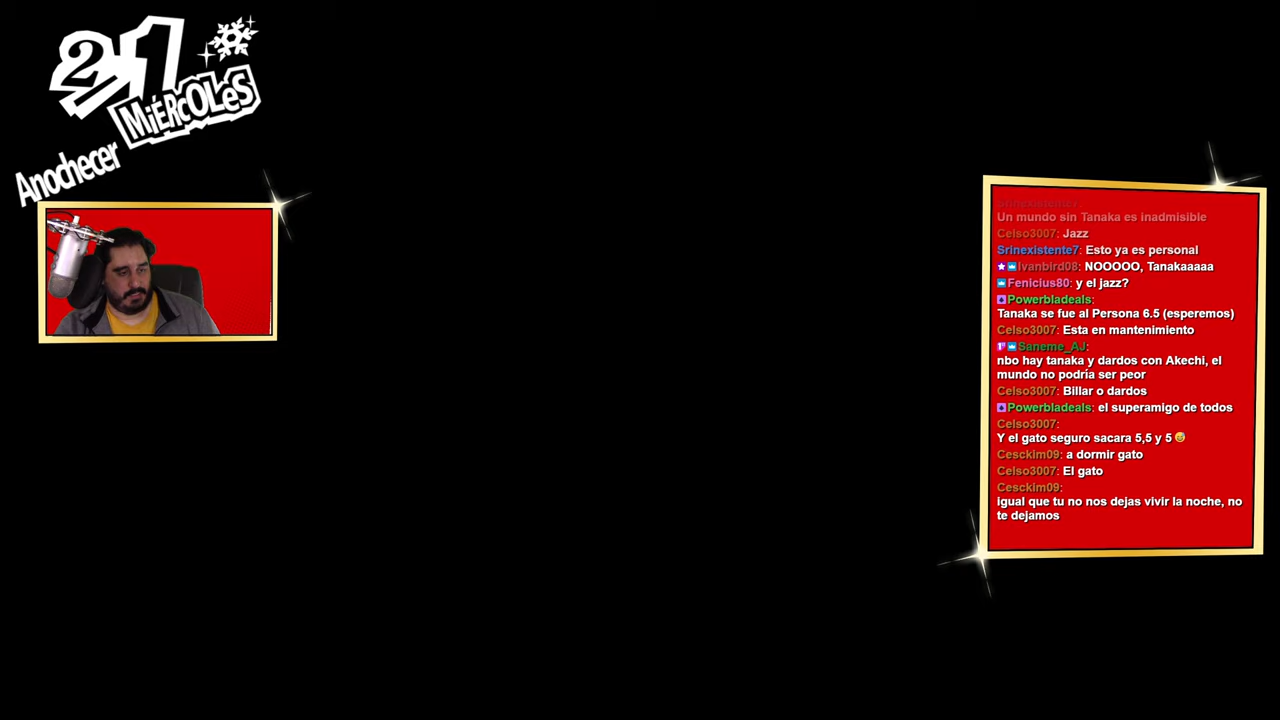 21
MiÉRcOLeS
Anochecer
Srinexistente7:
Un mundo sin Tanaka es inadmisible
Celso3007: Jazz
Srinexistente7: Esto ya es personal
Ivanbird08: NOOOOO, Tanakaaaaa
Fenicius80: y el jazz?
Powerbladeals:
Tanaka se fue al Persona 6.5 (esperemos)
Celso3007: Esta en mantenimiento
Saneme_AJ:
nbo hay tanaka y dardos con Akechi, el
mundo no podría ser peor
Celso3007: Billar o dardos
Powerbladeals: el superamigo de todos
Celso3007:
Y el gato seguro sacara 5,5 y 5
Cesckim09: a dormir gato
Celso3007: El gato
Cesckim09:
igual que tu no nos dejas vivir la noche, no
te dejamos